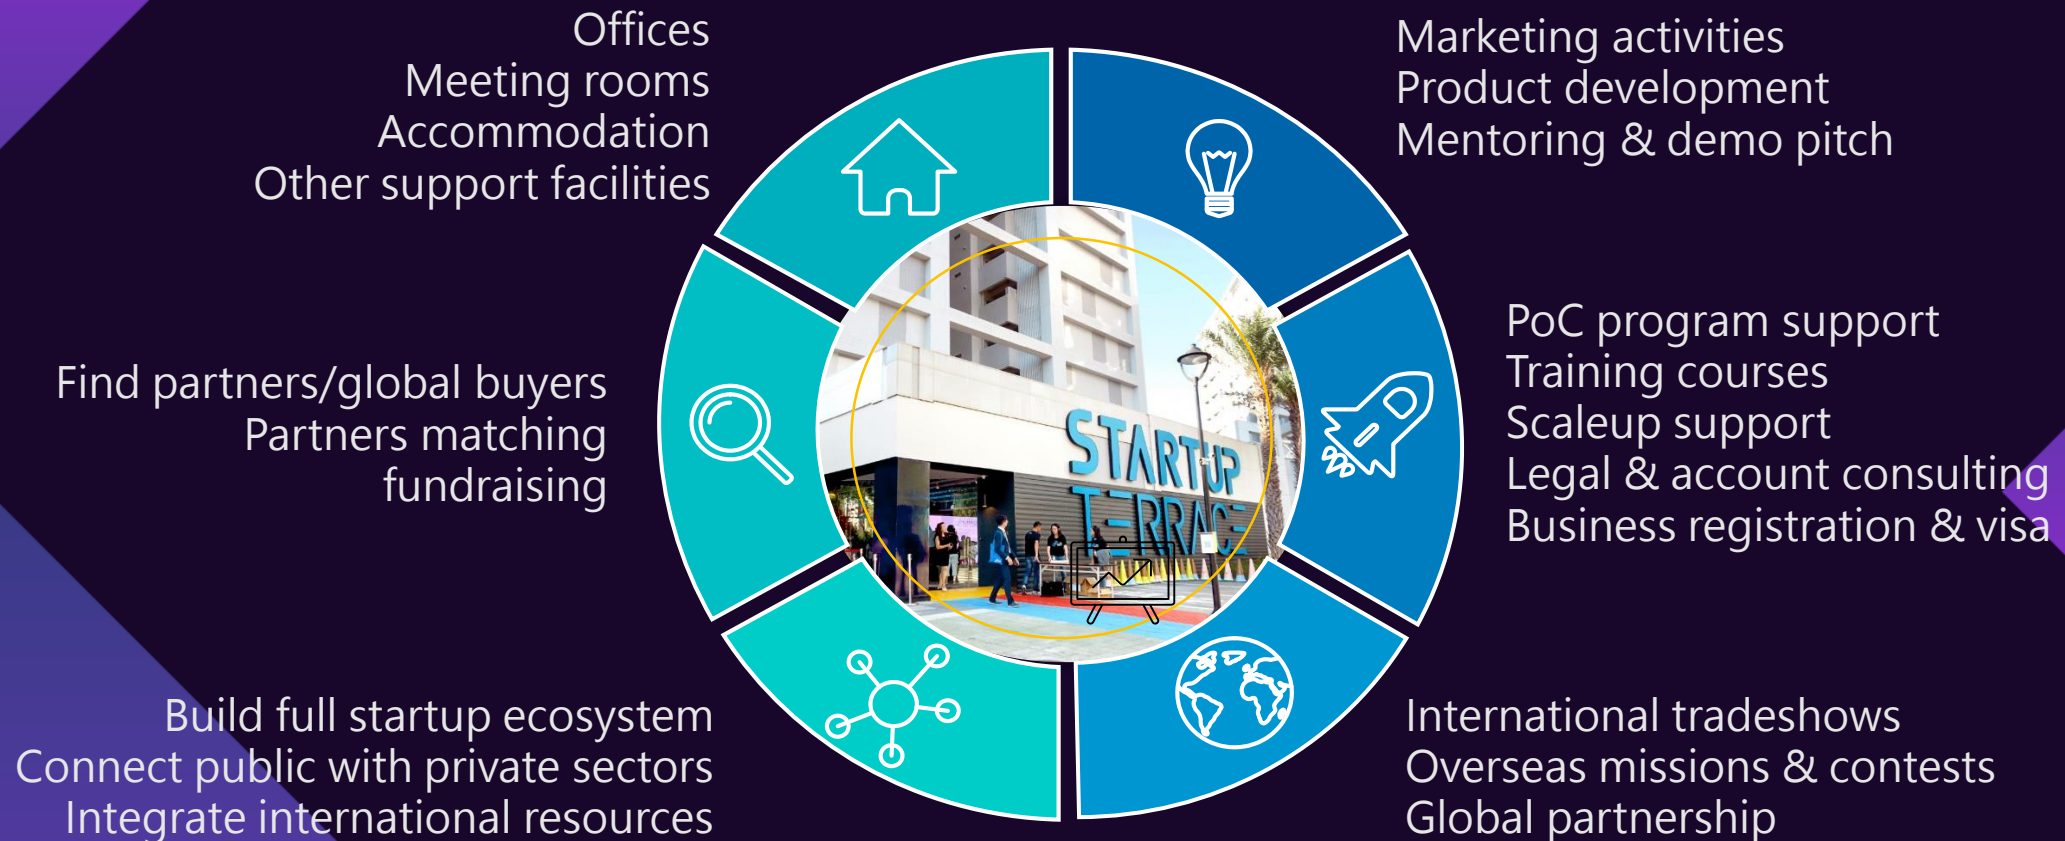 Offices
Meeting rooms
Accommodation
Other support facilities
Marketing activities
Product development
Mentoring & demo pitch
Find partners/global buyers
Partners matching
fundraising
STARTUP
TERRACE
PoC program support
Training courses
Scaleup support
Legal & account consulting
Business registration & visa
Build full startup ecosystem
Connect public with private sectors
Integrate international resources
International tradeshows
Overseas missions & contests
Global partnership